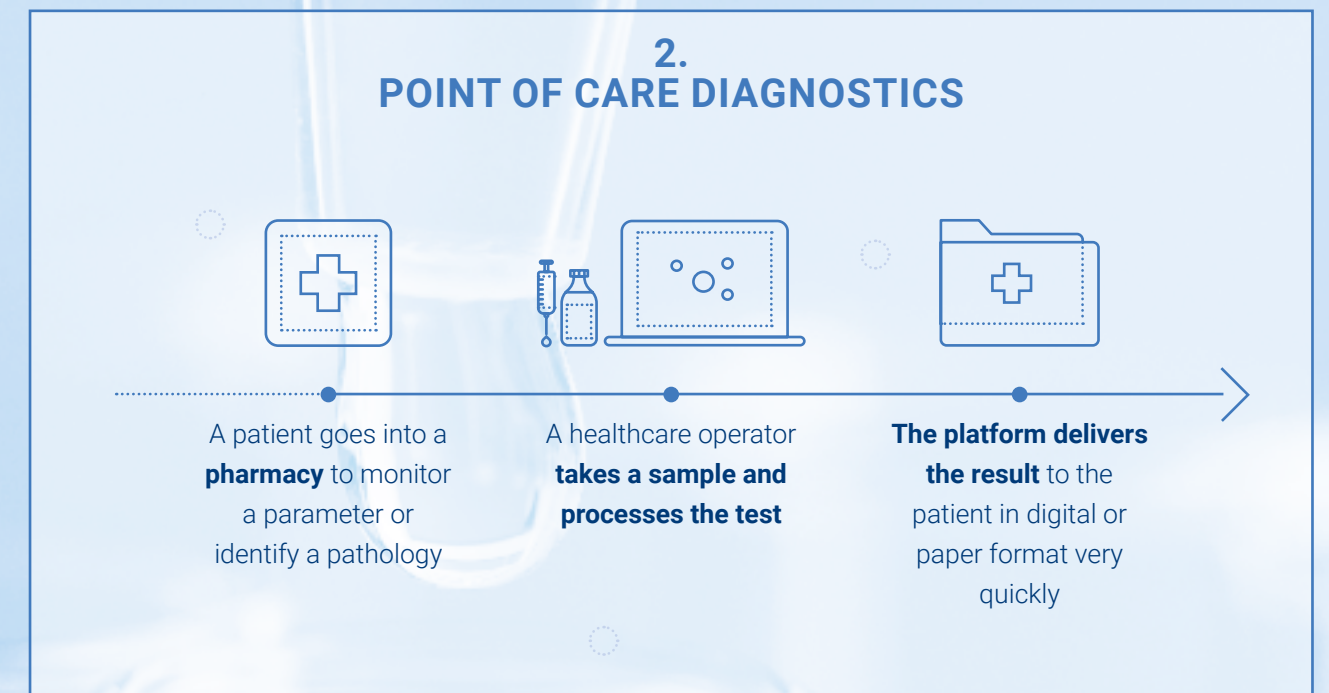 2.
POINT OF CARE DIAGNOSTICS
A patient goes into a
pharmacy to monitor
a parameter or
identify a pathology
A healthcare operator
takes a sample and
processes the test
The platform delivers
the result to the
patient in digital or
paper format very
quickly